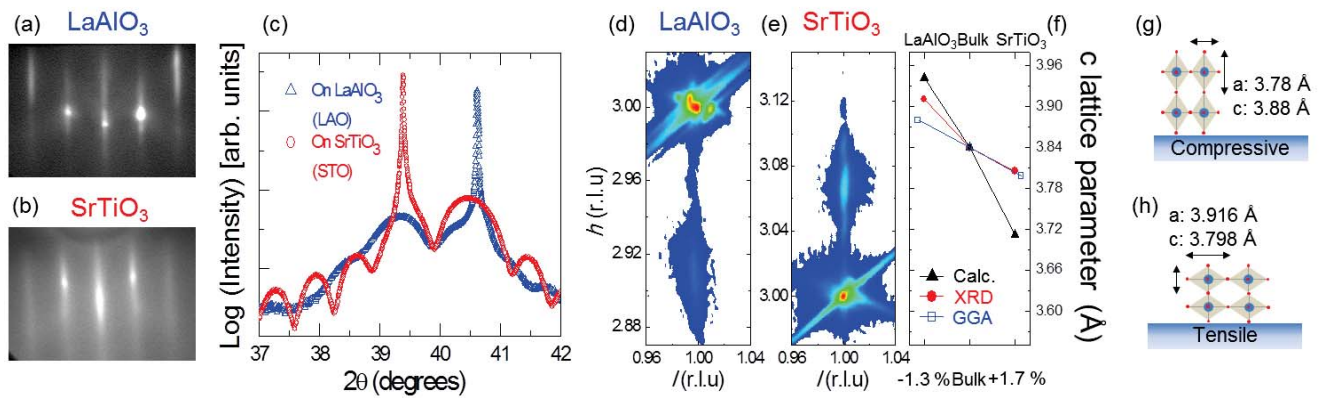 (a)
LaAlO3
(b)
SrTiO3
(c)
Log (Intensity) [arb. units]
On LaAlO3
(LAO)
On SrTiO3
(STO)
37 38 39 40 41 42
2θ (degrees)
(d) LaAlO3
h (r.l.u)
3.00
2.96
2.92
2.88
0.96 1.00 1.04
l (r.l.u)
(e) SrTiO3
3.12
3.08
3.04
3.00
0.96 1.00 1.04
l (r.l.u)
(f)
LaAlO3 Bulk SrTiO3
3.96
3.90
3.84
3.78
3.72
3.66
3.60
c lattice parameter (Å)
Calc.
XRD
GGA
-1.3 % Bulk +1.7 %
(g)
a: 3.78 Å
c: 3.88 Å
Compressive
(h)
a: 3.916 Å
c: 3.798 Å
Tensile